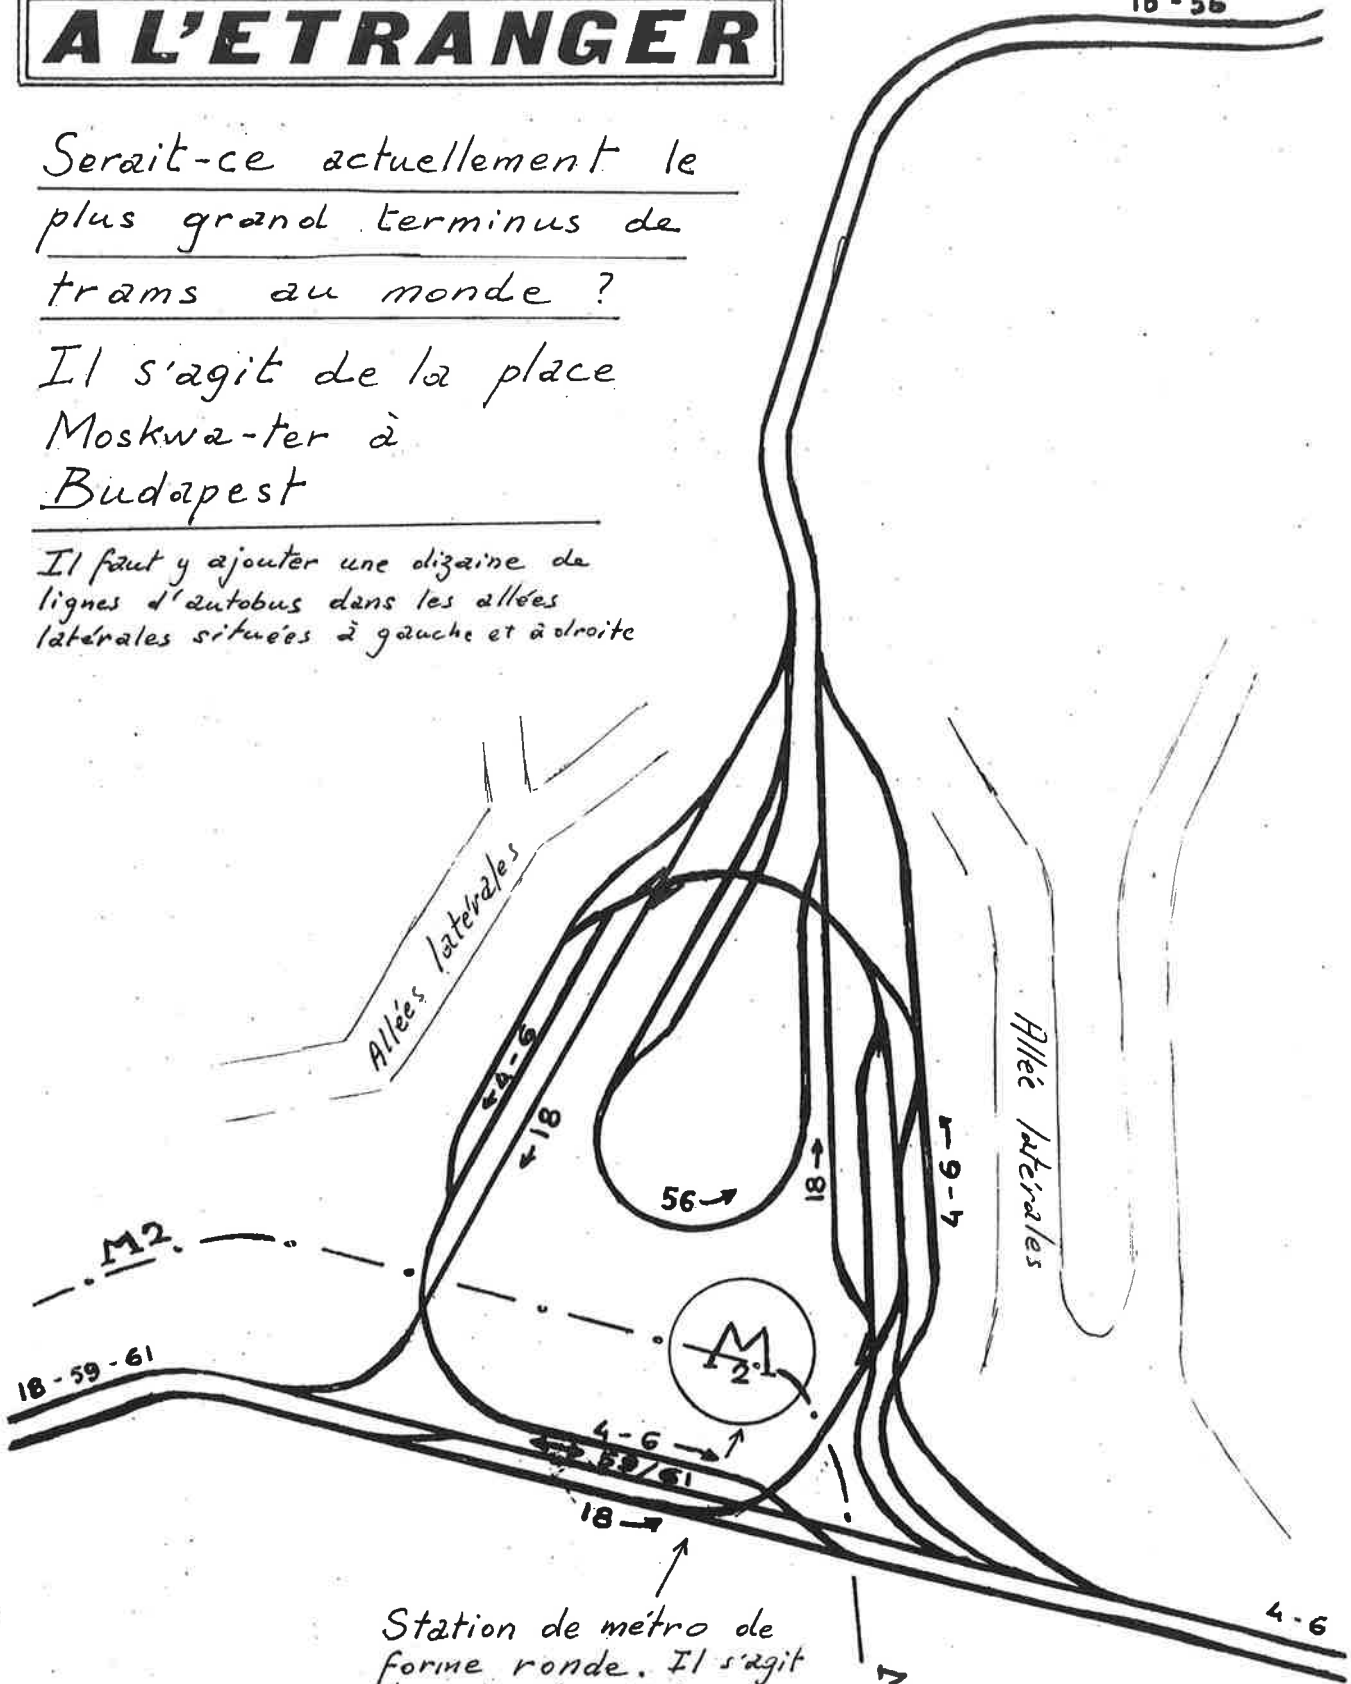 A L'ETRANGER
18-56
Serait-ce actuellement le
plus grand terminus de
trams au monde ?
Il s'agit de la place
Moskwa-ter à
Budapest
Il faut y ajouter une dizaine de
lignes d'autobus dans les allées
latérales situées à gauche et à droite
Allées latérales
Allée latérales
←4-6
←18
56→
18→
4-6→
M2
M
2
18-59-61
4-6→
59/61
18→
4-6
Station de métro de
forme ronde. Il s'agit